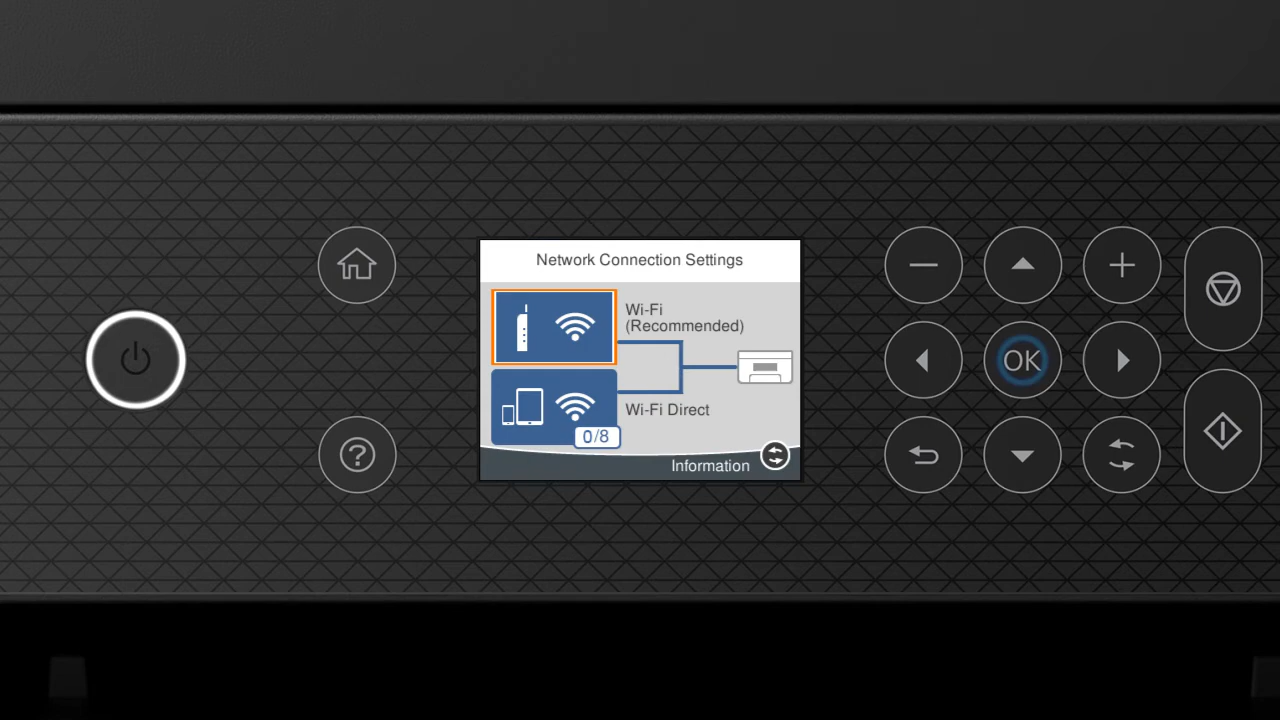 Network Connection Settings
Wi-Fi
(Recommended)
Wi-Fi Direct
0/8
Information
OK
?